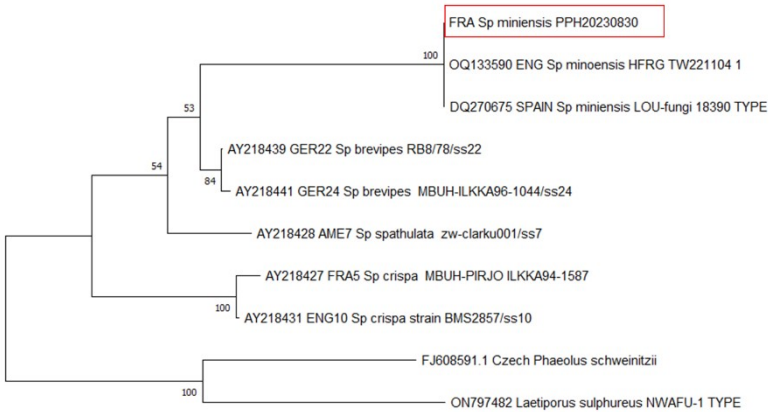 FRA Sp miniensis PPH20230830
100
OQ133590 ENG Sp minoensis HFRG TW221104 1
53
DQ270675 SPAIN Sp miniensis LOU-fungi 18390 TYPE
AY218439 GER22 Sp brevipes RB8/78/ss22
54
84
AY218441 GER24 Sp brevipes MBUH-ILKKA96-1044/ss24
AY218428 AME7 Sp spathulata zw-clarku001/ss7
AY218427 FRA5 Sp crispa MBUH-PIRJO ILKKA94-1587
100
AY218431 ENG10 Sp crispa strain BMS2857/ss10
FJ608591.1 Czech Phaeolus schweinitzii
100
ON797482 Laetiporus sulphureus NWAFU-1 TYPE